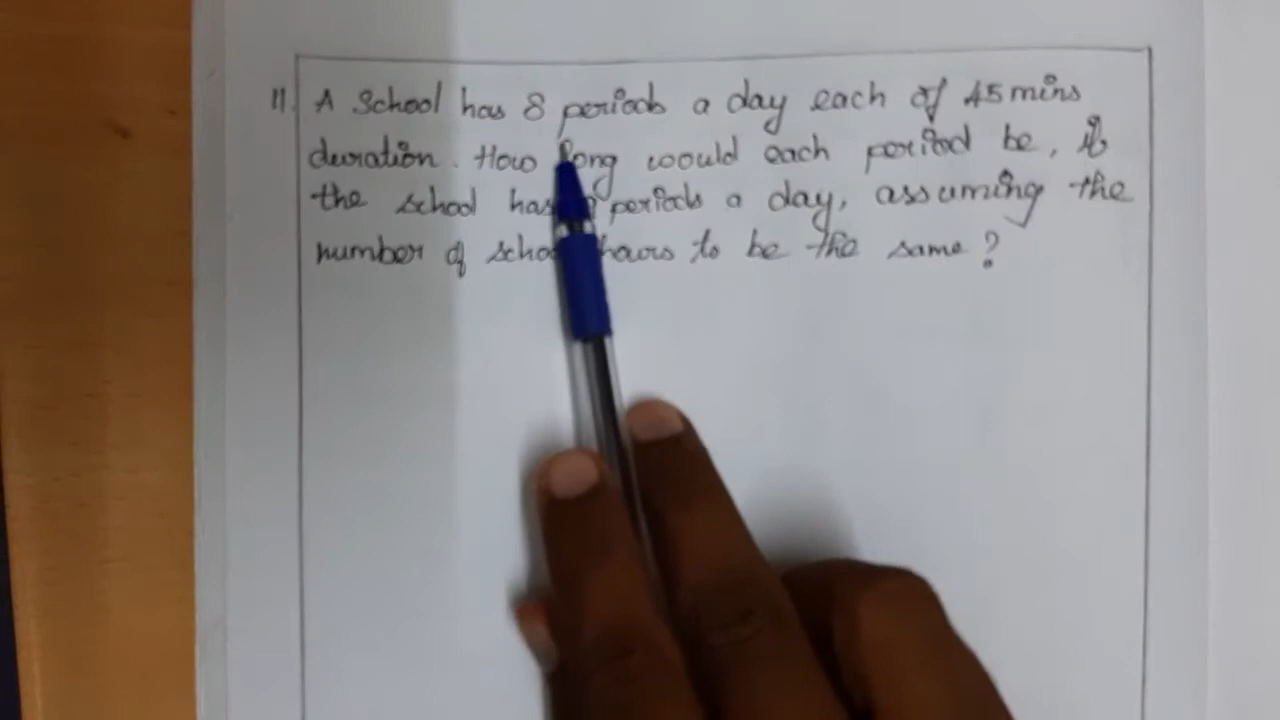 11. A School has 8 periods a day each of 45 mins
duration. How long would each period be, if
the school has periods a day, assuming the
number of school hours to be the same?